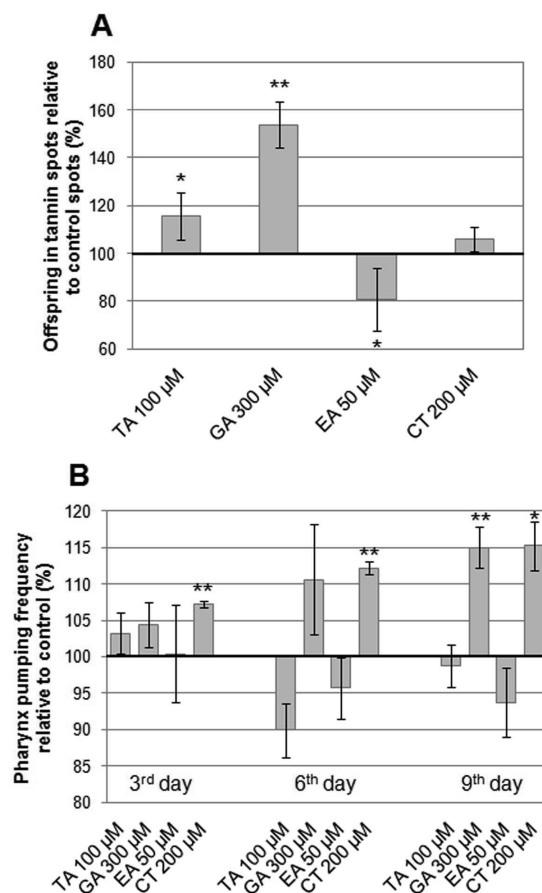 A
Offspring in tannin spots relative
to control spots (%)
180
160
140
120
100
80
60
*
**
*
TA 100 µM
GA 300 µM
EA 50 µM
CT 200 µM
B
Pharynx pumping frequency
relative to control (%)
120
115
110
105
100
95
90
85
80
**
**
**
*
3rd day
6th day
9th day
TA 100 µM
GA 300 µM
EA 50 µM
CT 200 µM
TA 100 µM
GA 300 µM
EA 50 µM
CT 200 µM
TA 100 µM
GA 300 µM
EA 50 µM
CT 200 µM